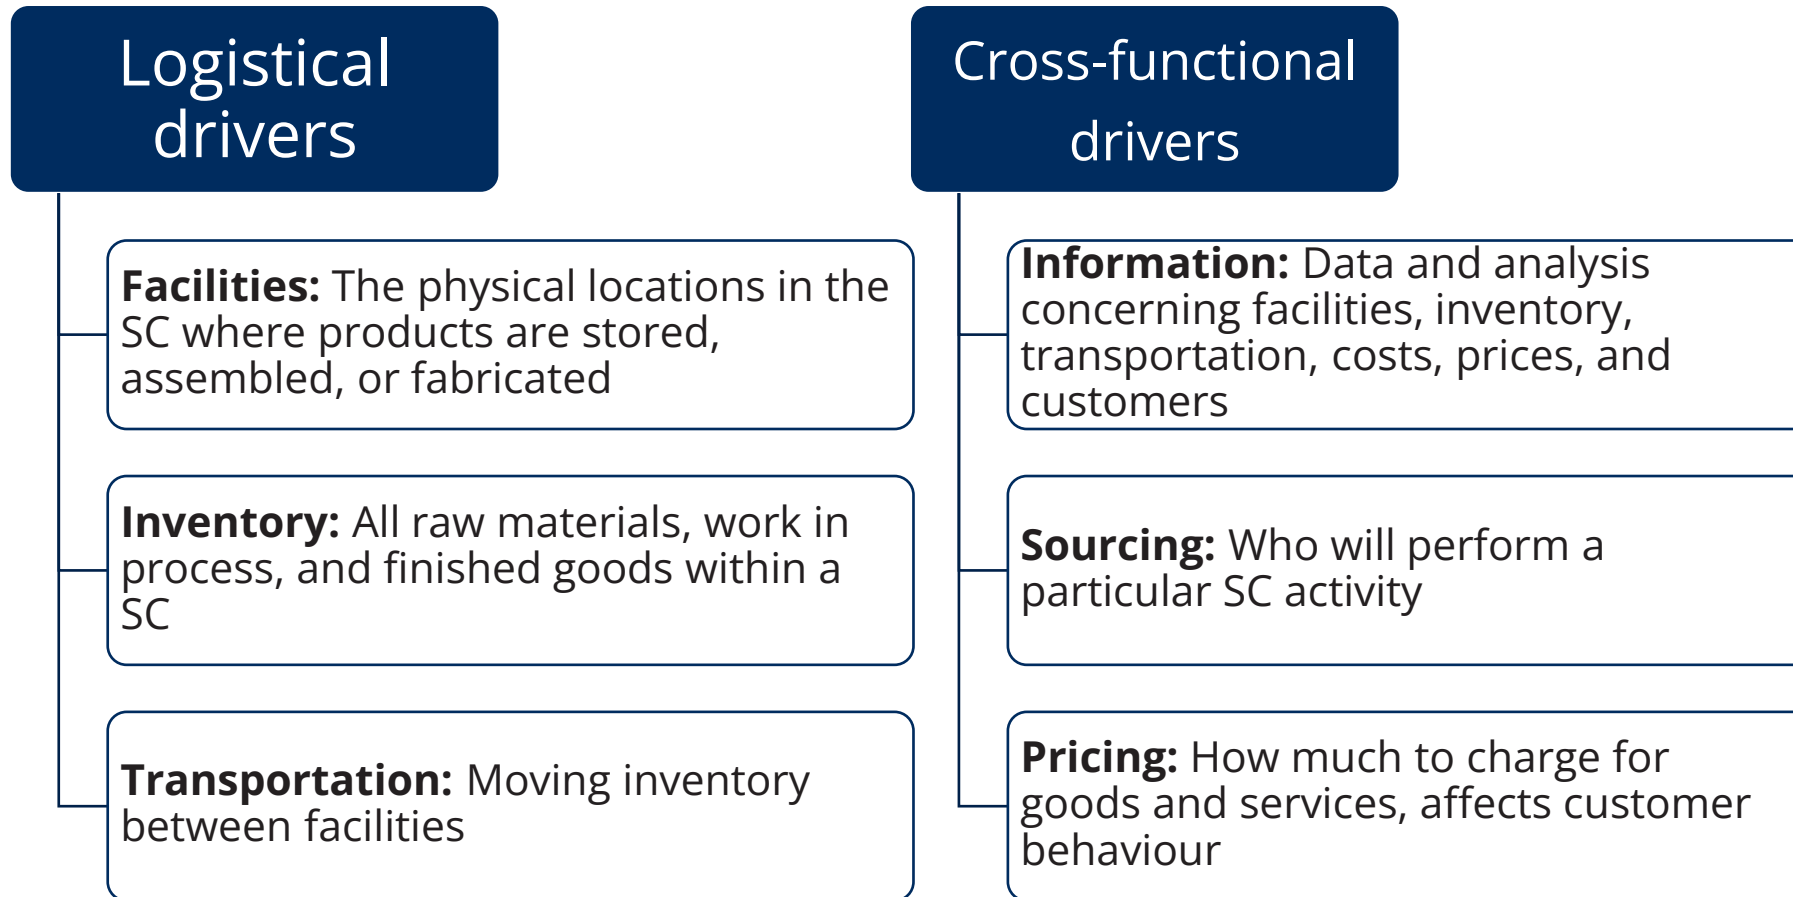 Logistical
drivers
Facilities: The physical locations in the
SC where products are stored,
assembled, or fabricated
Inventory: All raw materials, work in
process, and finished goods within a
SC
Transportation: Moving inventory
between facilities
Cross-functional
drivers
Information: Data and analysis
concerning facilities, inventory,
transportation, costs, prices, and
customers
Sourcing: Who will perform a
particular SC activity
Pricing: How much to charge for
goods and services, affects customer
behaviour